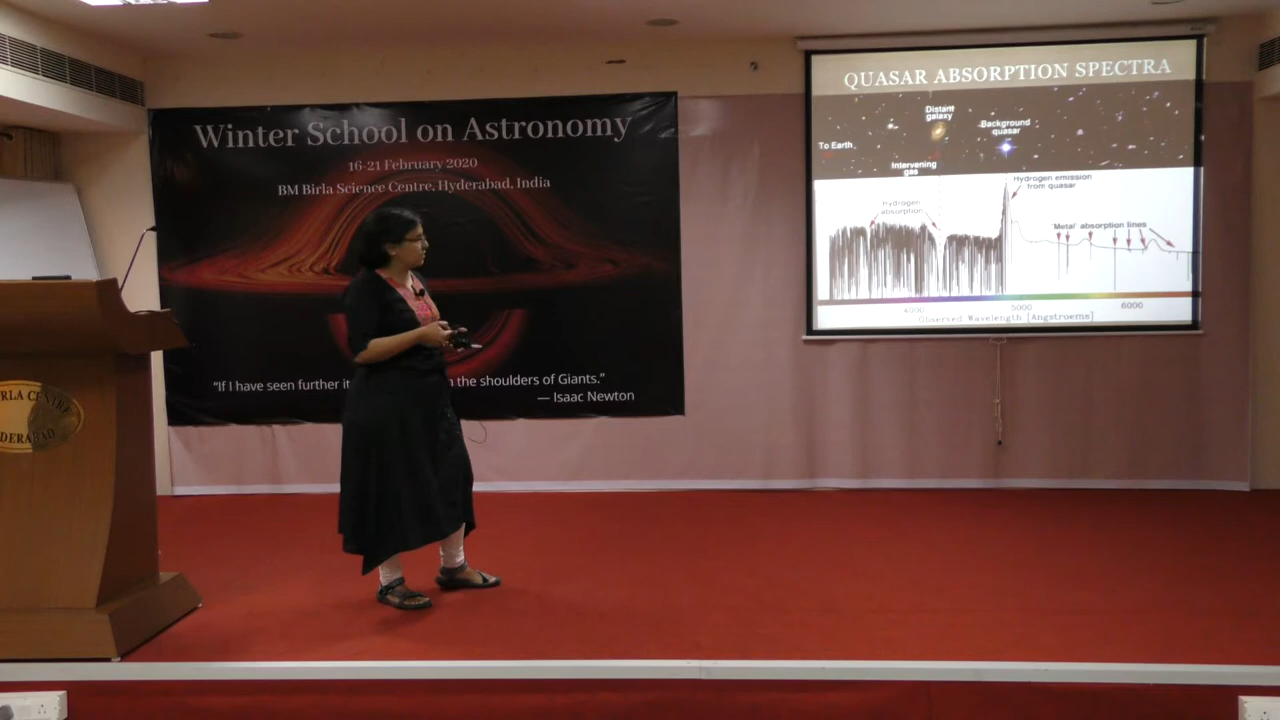 Winter School on Astronomy
16-21 February 2020
BM Birla Science Centre, Hyderabad, India
"If I have seen further it
n the shoulders of Giants."
— Isaac Newton
RLA CENTRE
DERABAD
QUASAR ABSORPTION SPECTRA
Distant
galaxy
Background
quasar
To Earth
Intervening
gas
Hydrogen emission
from quasar
Hydrogen
absorption
'Metal' absorption lines
4000
5000
6000
Observed Wavelength [Angstroems]